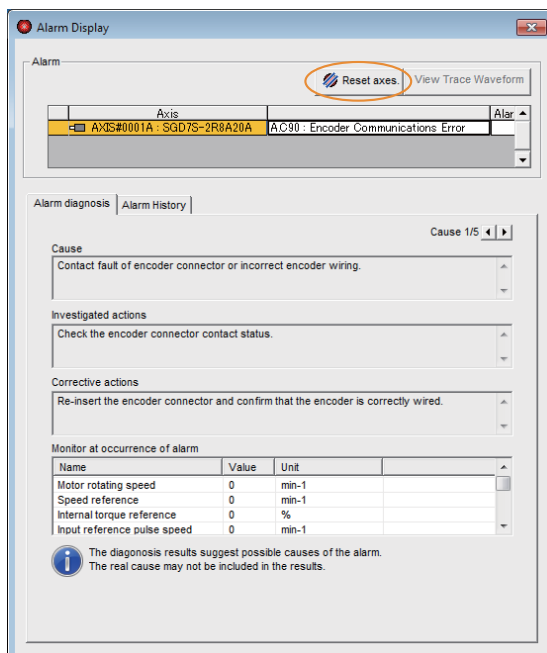 Alarm Display
Alarm
Reset axes.
View Trace Waveform
Axis
Alar
AXIS#0001A : SGD7S-2R8A20A
A.C90 : Encoder Communications Error
Alarm diagnosis
Alarm History
Cause 1/5
Cause
Contact fault of encoder connector or incorrect encoder wiring.
Investigated actions
Check the encoder connector contact status.
Corrective actions
Re-insert the encoder connector and confirm that the encoder is correctly wired.
Monitor at occurrence of alarm
Name Value Unit
Motor rotating speed 0 min-1
Speed reference 0 min-1
Internal torque reference 0 %
Input reference pulse speed 0 min-1
The diagonosis results suggest possible causes of the alarm.
The real cause may not be included in the results.